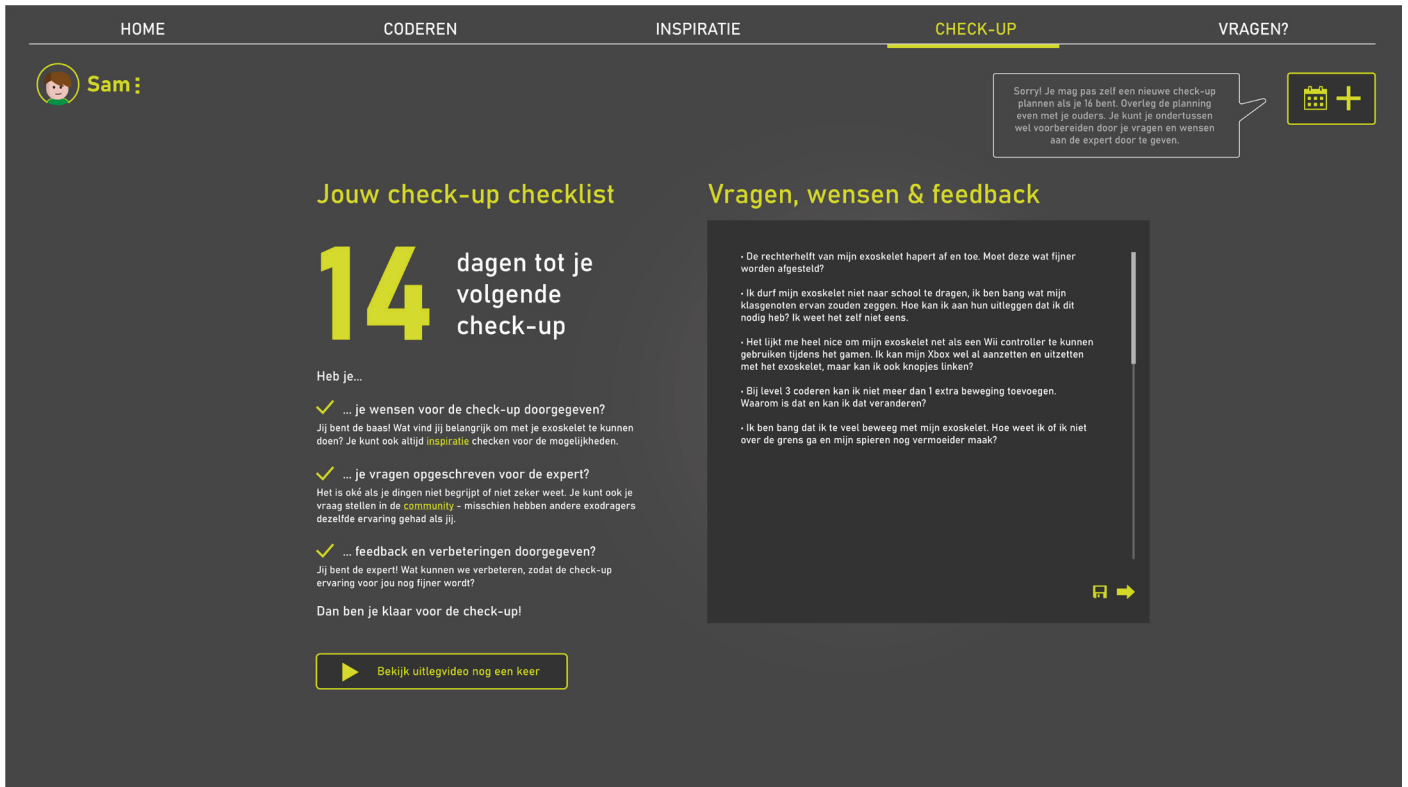 HOME
CODEREN
INSPIRATIE
CHECK-UP
VRAGEN?
Sam
Sorry! Je mag pas zelf een nieuwe check-up
plannen als je 16 bent. Overleg de planning
even met je ouders. Je kunt je ondertussen
wel voorbereiden door je vragen en wensen
aan de expert door te geven.
Jouw check-up checklist
14
dagen tot je
volgende
check-up
Heb je...
... je wensen voor de check-up doorgegeven?
Jij bent de baas! Wat vind jij belangrijk om met je exoskelet te kunnen
doen? Je kunt ook altijd inspiratie checken voor de mogelijkheden.
... je vragen opgeschreven voor de expert?
Het is oké als je dingen niet begrijpt of niet zeker weet. Je kunt ook je
vraag stellen in de community - misschien hebben andere exodragers
dezelfde ervaring gehad als jij.
... feedback en verbeteringen doorgegeven?
Jij bent de expert! Wat kunnen we verbeteren, zodat de check-up
ervaring voor jou nog fijner wordt?
Dan ben je klaar voor de check-up!
Bekijk uitlegvideo nog een keer
Vragen, wensen & feedback
• De rechterhelft van mijn exoskelet hapert af en toe. Moet deze wat fijner
worden afgesteld?
• Ik durf mijn exoskelet niet naar school te dragen, ik ben bang wat mijn
klasgenoten ervan zouden zeggen. Hoe kan ik aan hun uitleggen dat ik dit
nodig heb? Ik weet het zelf niet eens.
• Het lijkt me heel nice om mijn exoskelet net als een Wii controller te kunnen
gebruiken tijdens het gamen. Ik kan mijn Xbox wel al aanzetten en uitzetten
met het exoskelet, maar kan ik ook knopjes linken?
• Bij level 3 coderen kan ik niet meer dan 1 extra beweging toevoegen.
Waarom is dat en kan ik dat veranderen?
• Ik ben bang dat ik te veel beweeg met mijn exoskelet. Hoe weet ik of ik niet
over de grens ga en mijn spieren nog vermoeider maak?